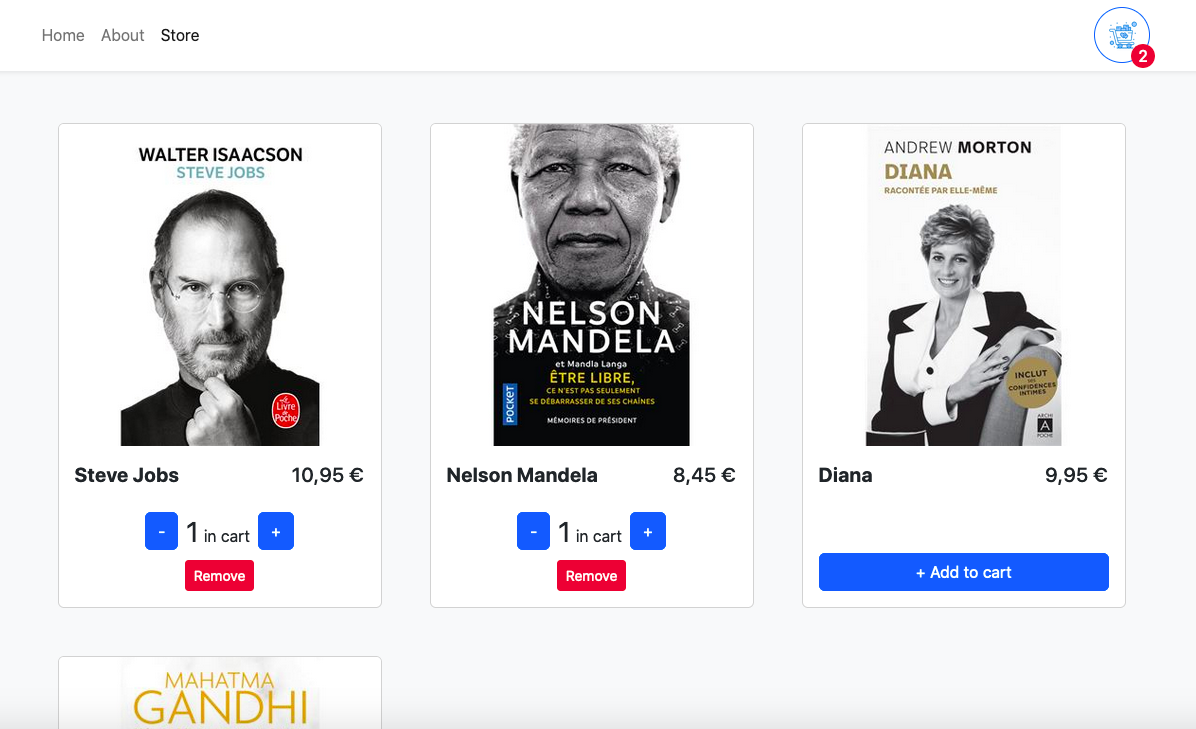 Home About Store
2
WALTER ISAACSON
STEVE JOBS
Le
Livre
de
Poche
Steve Jobs 10,95 €
- 1 in cart +
Remove
NELSON
MANDELA
et Mandla Langa
ÊTRE LIBRE,
CE N'EST PAS SEULEMENT
SE DÉBARRASSER DE SES CHAÎNES
MÉMOIRES DE PRÉSIDENT
POCKET
Nelson Mandela 8,45 €
- 1 in cart +
Remove
ANDREW MORTON
DIANA
RACONTÉE PAR ELLE-MÊME
INCLUT
DES
CONFIDENCES
INTIMES
ARCHI
A
POCHE
Diana 9,95 €
+ Add to cart
MAHATMA
GANDHI